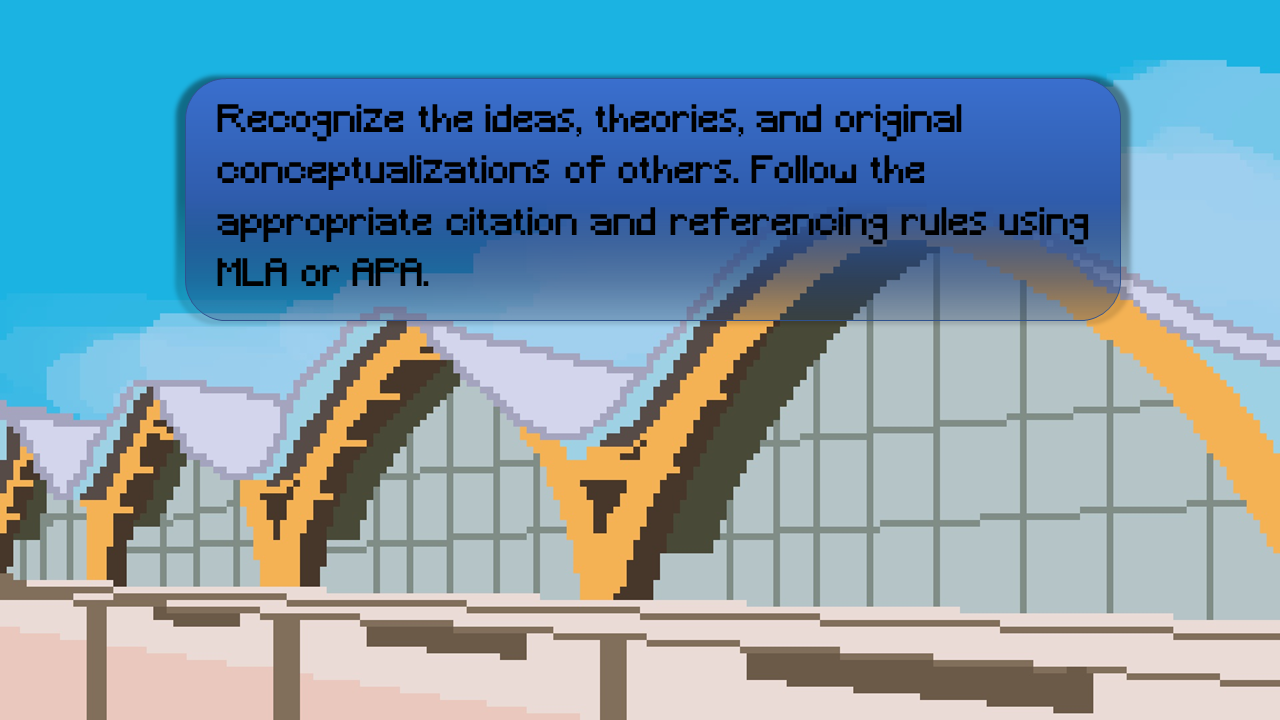 Recognize the ideas, theories, and original
conceptualizations of others. Follow the
appropriate citation and referencing rules using
MLA or APA.